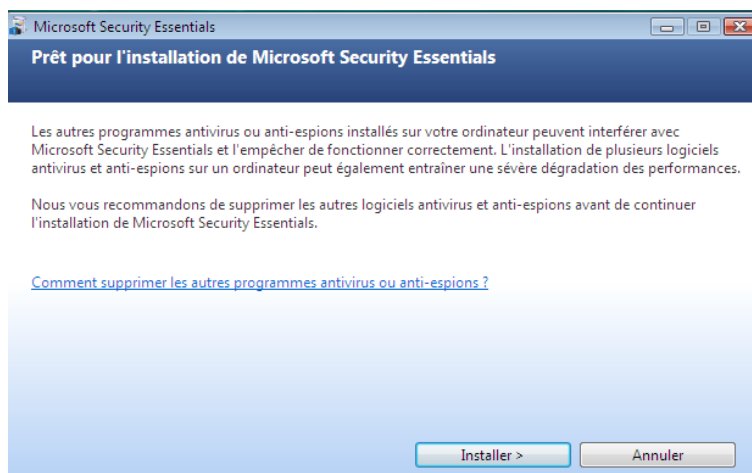 Microsoft Security Essentials
Prêt pour l'installation de Microsoft Security Essentials
Les autres programmes antivirus ou anti-espions installés sur votre ordinateur peuvent interférer avec
Microsoft Security Essentials et l'empêcher de fonctionner correctement. L'installation de plusieurs logiciels
antivirus et anti-espions sur un ordinateur peut également entraîner une sévère dégradation des performances.
Nous vous recommandons de supprimer les autres logiciels antivirus et anti-espions avant de continuer
l'installation de Microsoft Security Essentials.
Comment supprimer les autres programmes antivirus ou anti-espions ?
Installer >
Annuler